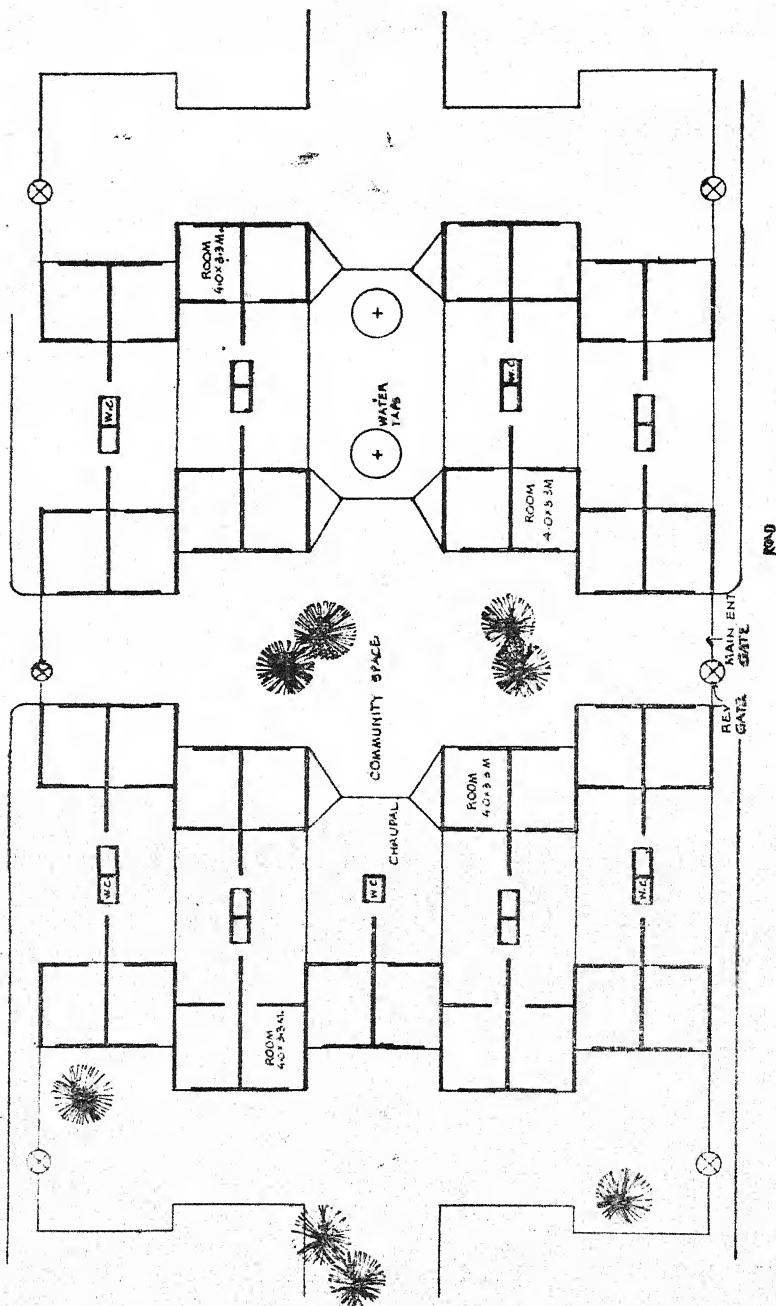 ROOM
4.0×3.3M.
W.C
W.C
WATER
TAPS
ROOM
4.0×3.3M
ROAD
COMMUNITY SPACE
MAIN ENT
GATE
REV
GATE
ROOM
4.0×3.3M
CHAUPAL
W.C
W.C
W.C
ROOM
4.0×3.3M.